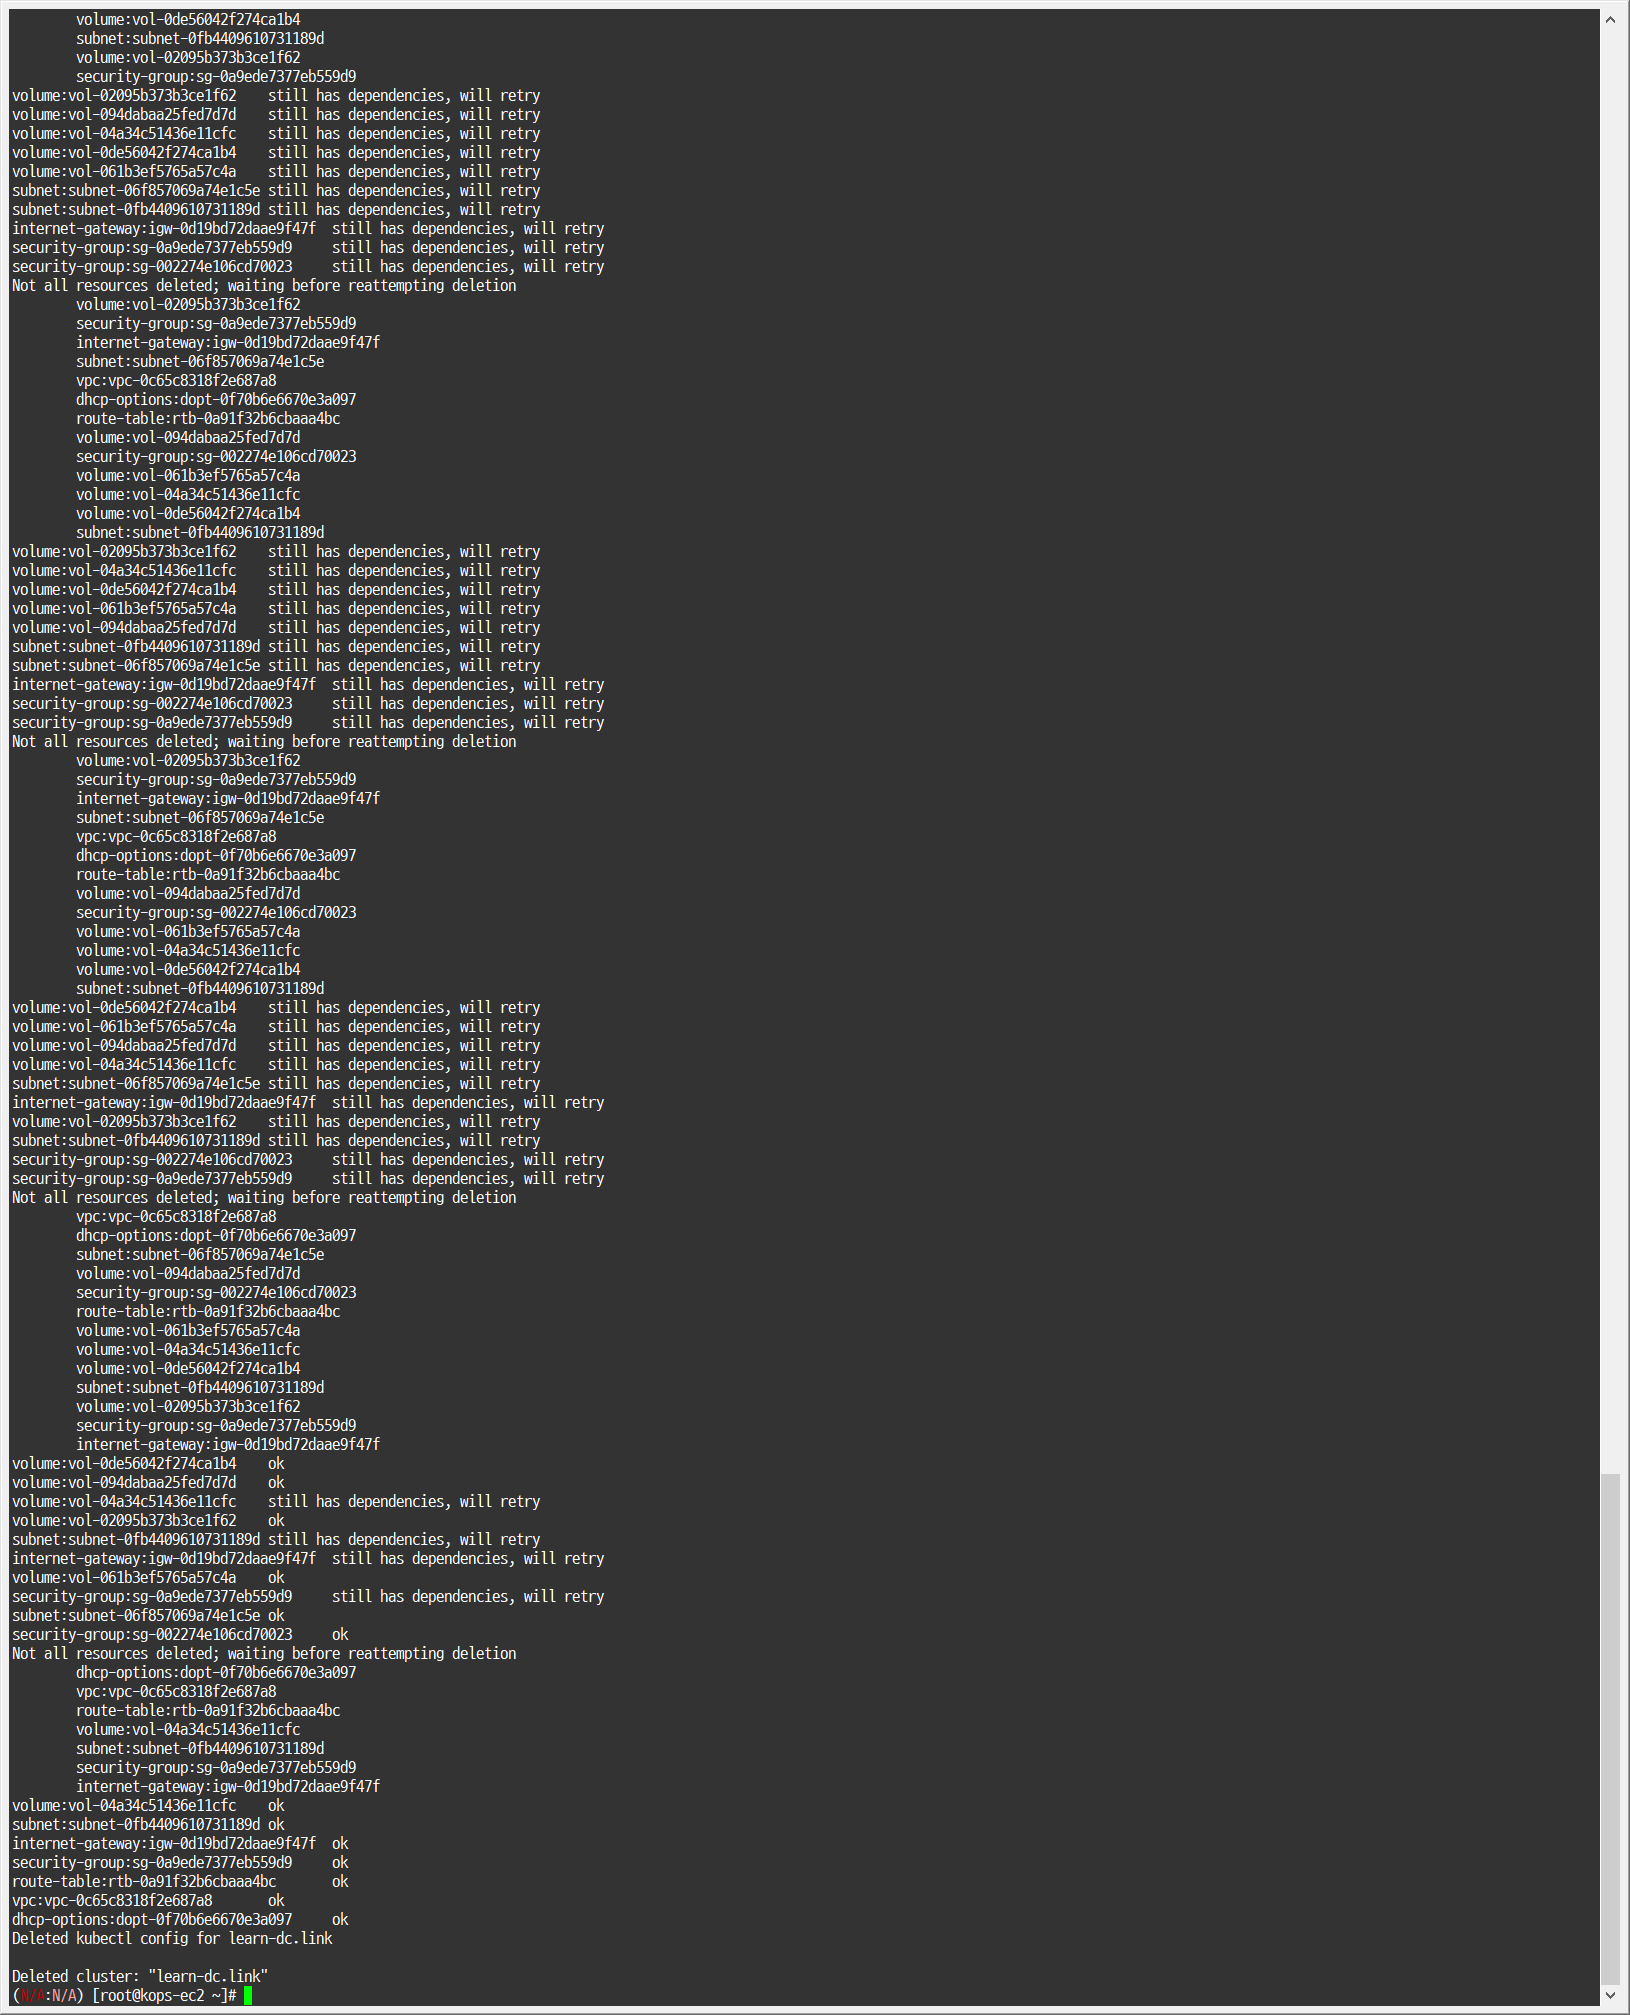 volume:vol-0de56042f274ca1b4
subnet:subnet-0fb4409610731189d
volume:vol-02095b373b3ce1f62
security-group:sg-0a9ede7377eb559d9
volume:vol-02095b373b3ce1f62    still has dependencies, will retry
volume:vol-094dabaa25fed7d7d    still has dependencies, will retry
volume:vol-04a34c51436e11cfc    still has dependencies, will retry
volume:vol-0de56042f274ca1b4    still has dependencies, will retry
volume:vol-061b3ef5765a57c4a    still has dependencies, will retry
subnet:subnet-06f857069a74e1c5e still has dependencies, will retry
subnet:subnet-0fb4409610731189d still has dependencies, will retry
internet-gateway:igw-0d19bd72daae9f47f  still has dependencies, will retry
security-group:sg-0a9ede7377eb559d9     still has dependencies, will retry
security-group:sg-002274e106cd70023     still has dependencies, will retry
Not all resources deleted; waiting before reattempting deletion
volume:vol-02095b373b3ce1f62
security-group:sg-0a9ede7377eb559d9
internet-gateway:igw-0d19bd72daae9f47f
subnet:subnet-06f857069a74e1c5e
vpc:vpc-0c65c8318f2e687a8
dhcp-options:dopt-0f70b6e6670e3a097
route-table:rtb-0a91f32b6cbaaa4bc
volume:vol-094dabaa25fed7d7d
security-group:sg-002274e106cd70023
volume:vol-061b3ef5765a57c4a
volume:vol-04a34c51436e11cfc
volume:vol-0de56042f274ca1b4
subnet:subnet-0fb4409610731189d
volume:vol-02095b373b3ce1f62    still has dependencies, will retry
volume:vol-04a34c51436e11cfc    still has dependencies, will retry
volume:vol-0de56042f274ca1b4    still has dependencies, will retry
volume:vol-061b3ef5765a57c4a    still has dependencies, will retry
volume:vol-094dabaa25fed7d7d    still has dependencies, will retry
subnet:subnet-0fb4409610731189d still has dependencies, will retry
subnet:subnet-06f857069a74e1c5e still has dependencies, will retry
internet-gateway:igw-0d19bd72daae9f47f  still has dependencies, will retry
security-group:sg-002274e106cd70023     still has dependencies, will retry
security-group:sg-0a9ede7377eb559d9     still has dependencies, will retry
Not all resources deleted; waiting before reattempting deletion
volume:vol-02095b373b3ce1f62
security-group:sg-0a9ede7377eb559d9
internet-gateway:igw-0d19bd72daae9f47f
subnet:subnet-06f857069a74e1c5e
vpc:vpc-0c65c8318f2e687a8
dhcp-options:dopt-0f70b6e6670e3a097
route-table:rtb-0a91f32b6cbaaa4bc
volume:vol-094dabaa25fed7d7d
security-group:sg-002274e106cd70023
volume:vol-061b3ef5765a57c4a
volume:vol-04a34c51436e11cfc
volume:vol-0de56042f274ca1b4
subnet:subnet-0fb4409610731189d
volume:vol-0de56042f274ca1b4    still has dependencies, will retry
volume:vol-061b3ef5765a57c4a    still has dependencies, will retry
volume:vol-094dabaa25fed7d7d    still has dependencies, will retry
volume:vol-04a34c51436e11cfc    still has dependencies, will retry
subnet:subnet-06f857069a74e1c5e still has dependencies, will retry
internet-gateway:igw-0d19bd72daae9f47f  still has dependencies, will retry
volume:vol-02095b373b3ce1f62    still has dependencies, will retry
subnet:subnet-0fb4409610731189d still has dependencies, will retry
security-group:sg-002274e106cd70023     still has dependencies, will retry
security-group:sg-0a9ede7377eb559d9     still has dependencies, will retry
Not all resources deleted; waiting before reattempting deletion
vpc:vpc-0c65c8318f2e687a8
dhcp-options:dopt-0f70b6e6670e3a097
subnet:subnet-06f857069a74e1c5e
volume:vol-094dabaa25fed7d7d
security-group:sg-002274e106cd70023
route-table:rtb-0a91f32b6cbaaa4bc
volume:vol-061b3ef5765a57c4a
volume:vol-04a34c51436e11cfc
volume:vol-0de56042f274ca1b4
subnet:subnet-0fb4409610731189d
volume:vol-02095b373b3ce1f62
security-group:sg-0a9ede7377eb559d9
internet-gateway:igw-0d19bd72daae9f47f
volume:vol-0de56042f274ca1b4    ok
volume:vol-094dabaa25fed7d7d    ok
volume:vol-04a34c51436e11cfc    still has dependencies, will retry
volume:vol-02095b373b3ce1f62    ok
subnet:subnet-0fb4409610731189d still has dependencies, will retry
internet-gateway:igw-0d19bd72daae9f47f  still has dependencies, will retry
volume:vol-061b3ef5765a57c4a    ok
security-group:sg-0a9ede7377eb559d9     still has dependencies, will retry
subnet:subnet-06f857069a74e1c5e ok
security-group:sg-002274e106cd70023     ok
Not all resources deleted; waiting before reattempting deletion
dhcp-options:dopt-0f70b6e6670e3a097
vpc:vpc-0c65c8318f2e687a8
route-table:rtb-0a91f32b6cbaaa4bc
volume:vol-04a34c51436e11cfc
subnet:subnet-0fb4409610731189d
security-group:sg-0a9ede7377eb559d9
internet-gateway:igw-0d19bd72daae9f47f
volume:vol-04a34c51436e11cfc    ok
subnet:subnet-0fb4409610731189d ok
internet-gateway:igw-0d19bd72daae9f47f  ok
security-group:sg-0a9ede7377eb559d9     ok
route-table:rtb-0a91f32b6cbaaa4bc       ok
vpc:vpc-0c65c8318f2e687a8       ok
dhcp-options:dopt-0f70b6e6670e3a097     ok
Deleted kubectl config for learn-dc.link
Deleted cluster: "learn-dc.link"
(N/A:N/A) [root@kops-ec2 ~]#